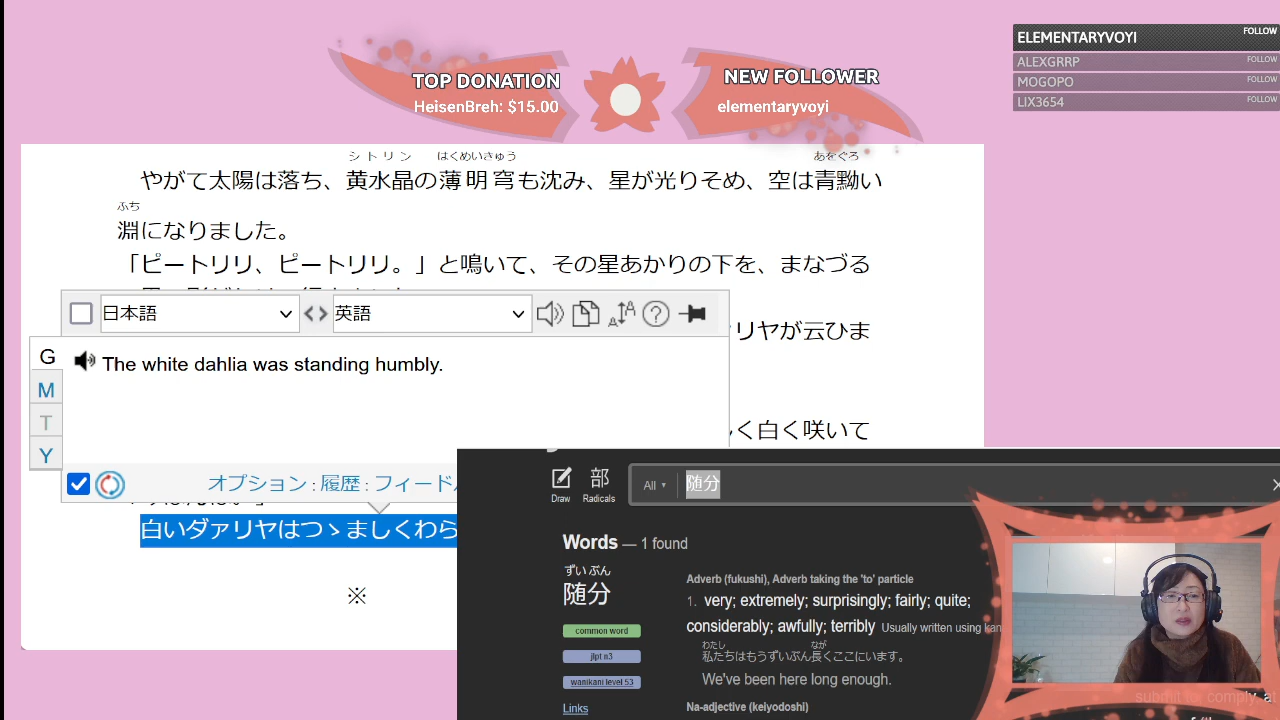 ELEMENTARYVOYI FOLLOW
ALEXGRRP FOLLOW
MOGOPO FOLLOW
LIX3654 FOLLOW
TOP DONATION
HeisenBreh: $15.00
NEW FOLLOWER
elementaryvoyi
シトリン はくめいきゅう あをぐろ
やがて太陽は落ち、黄水晶の薄明穹も沈み、星が光りそめ、空は青黝い
ふち
淵になりました。
「ピートリリ、ピートリリ。」と鳴いて、その星あかりの下を、まなづる
日本語 英語
リヤが云ひま
G
The white dahlia was standing humbly.
M
T
Y
く白く咲いて
オプション : 履歴 : フィード
白いダァリヤはつゝましくわら
※
Draw
部
Radicals
All
随分
Words — 1 found
ずいぶん
随分
common word
jlpt n3
wanikani level 53
Links
Adverb (fukushi), Adverb taking the 'to' particle
1. very; extremely; surprisingly; fairly; quite;
considerably; awfully; terribly Usually written using kan
わたし なが
私たちはもうずいぶん長くここにいます。
We've been here long enough.
Na-adjective (keiyodoshi)
submit to, comply, at